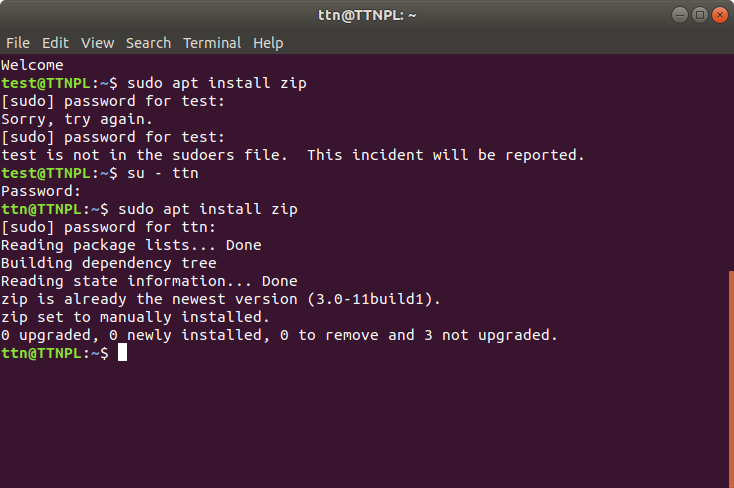 ttn@TTNPL: ~
File Edit View Search Terminal Help
Welcome
test@TTNPL:~$ sudo apt install zip
[sudo] password for test:
Sorry, try again.
[sudo] password for test:
test is not in the sudoers file.  This incident will be reported.
test@TTNPL:~$ su - ttn
Password:
ttn@TTNPL:~$ sudo apt install zip
[sudo] password for ttn:
Reading package lists... Done
Building dependency tree
Reading state information... Done
zip is already the newest version (3.0-11build1).
zip set to manually installed.
0 upgraded, 0 newly installed, 0 to remove and 3 not upgraded.
ttn@TTNPL:~$